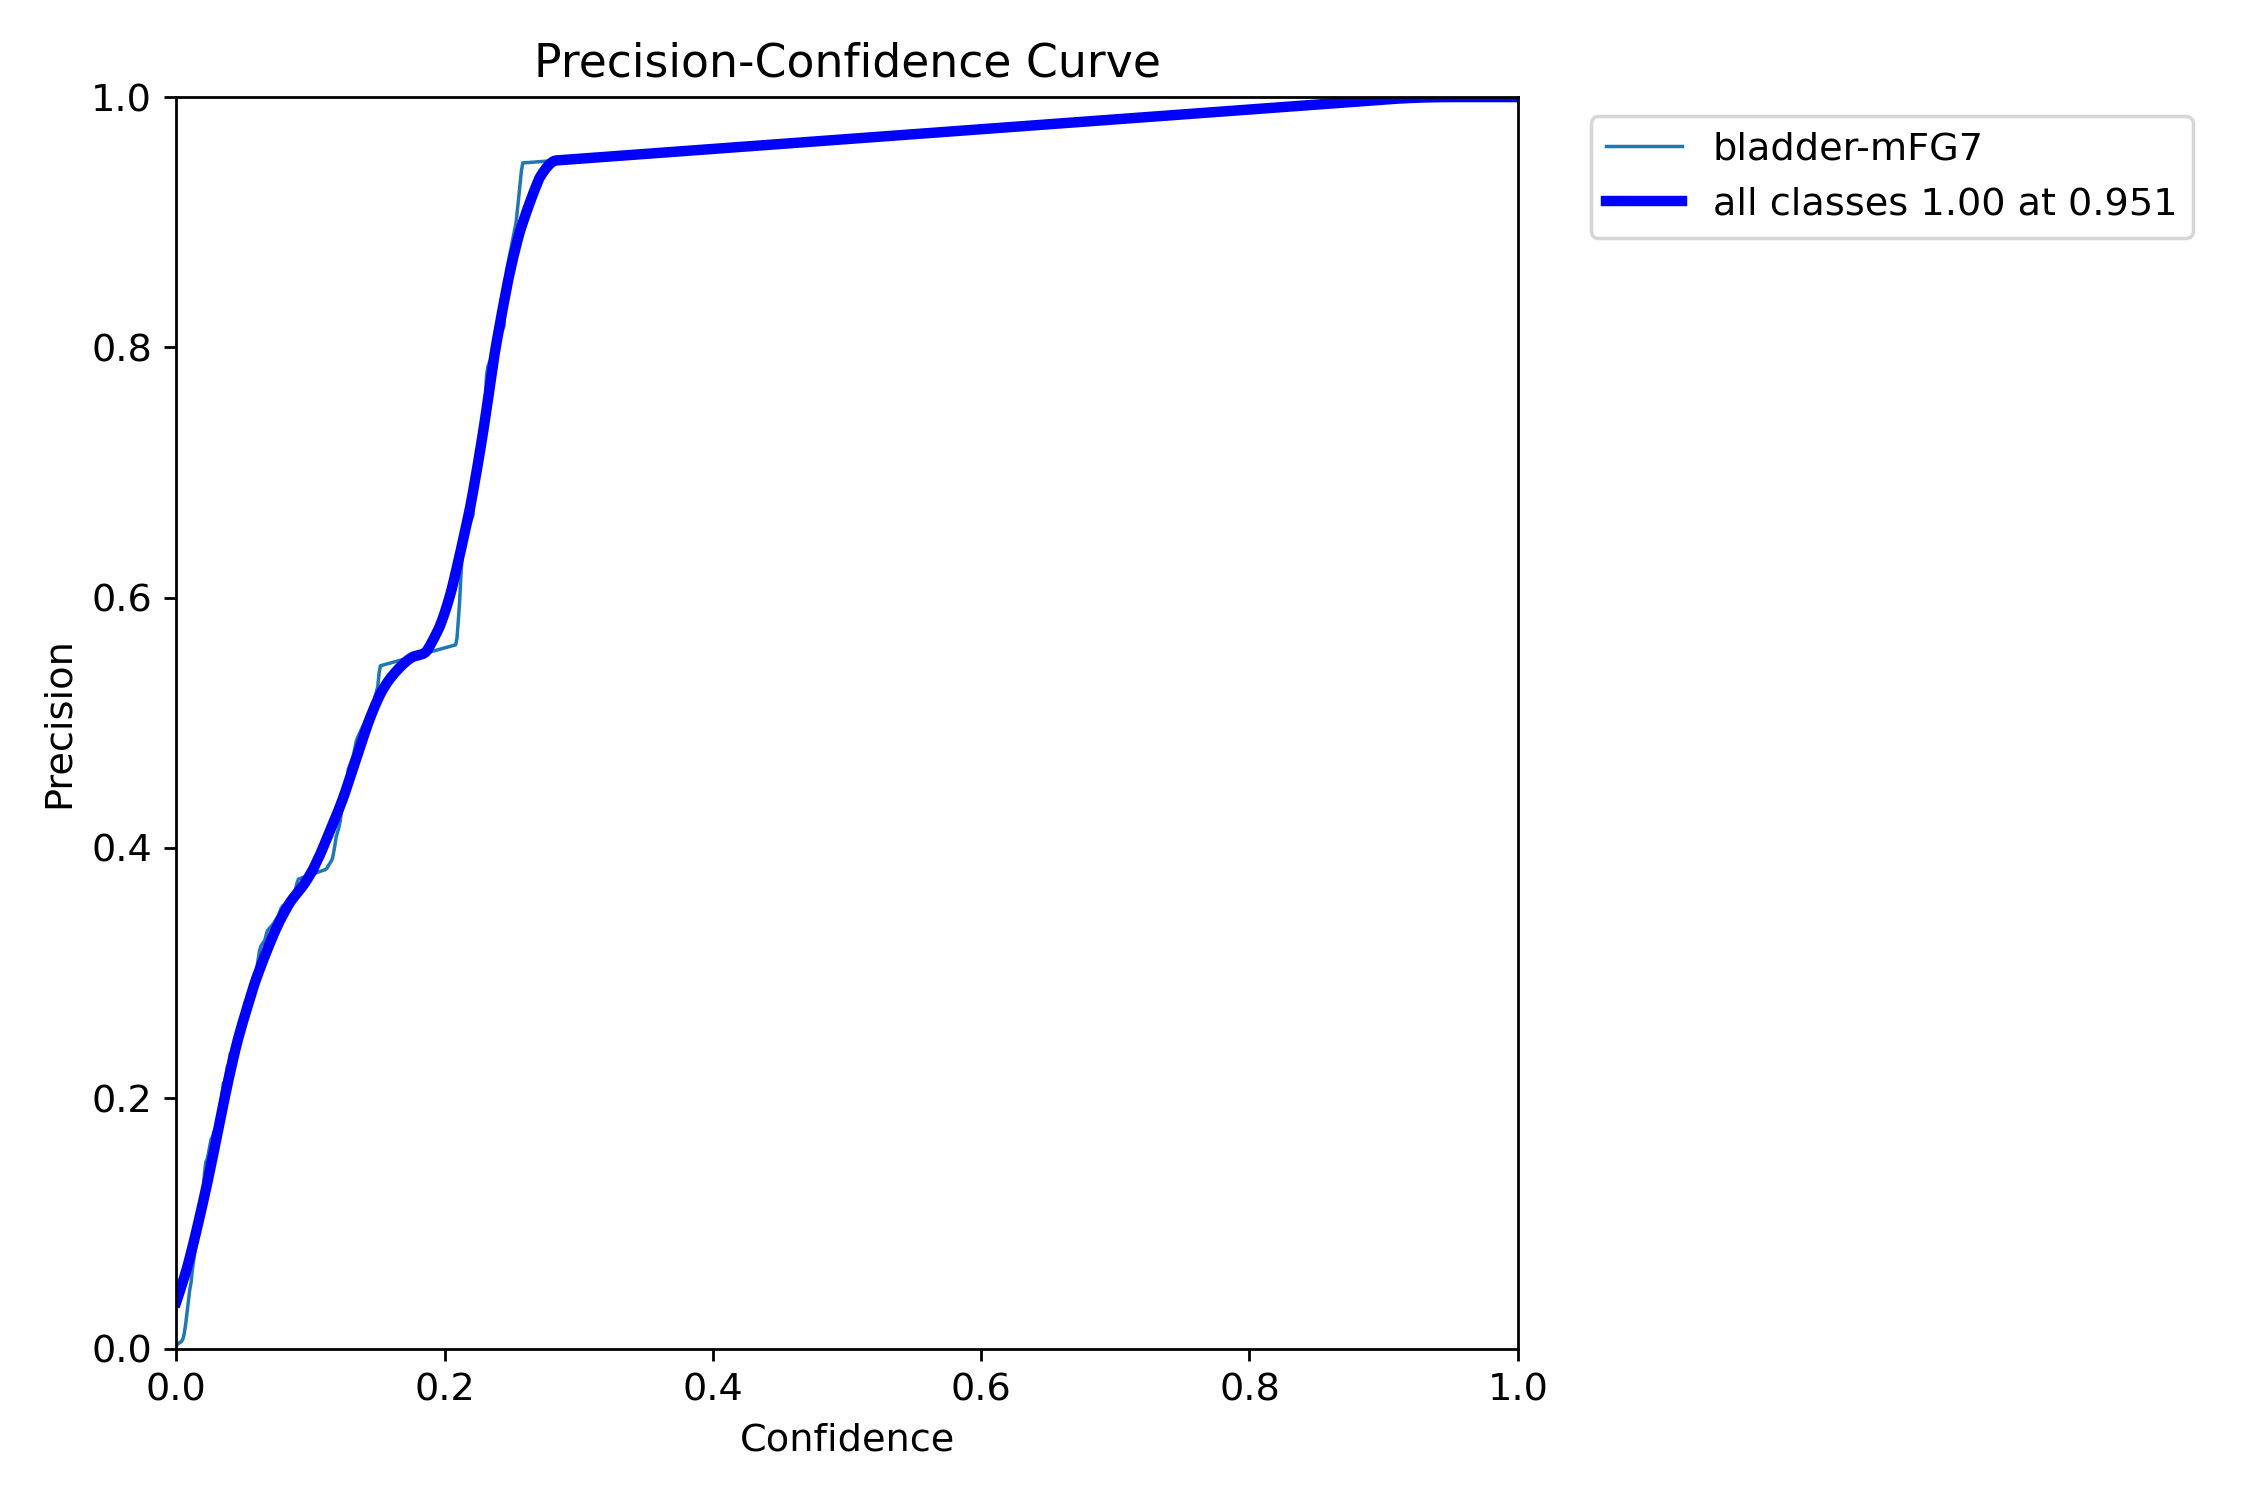 Precision-Confidence Curve
1.0
0.8
0.6
0.4
0.2
0.0
Precision
0.0 0.2 0.4 0.6 0.8 1.0
Confidence
bladder-mFG7
all classes 1.00 at 0.951